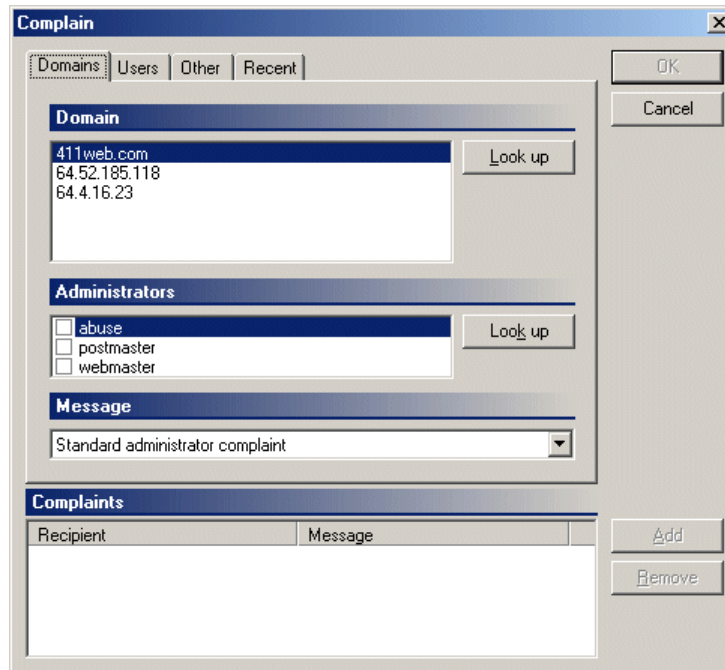 Complain
Domains Users Other Recent
OK
Cancel
Domain
411web.com
64.52.185.118
64.4.16.23
Look up
Administrators
abuse
postmaster
webmaster
Look up
Message
Standard administrator complaint
Complaints
Recipient Message
Add
Remove